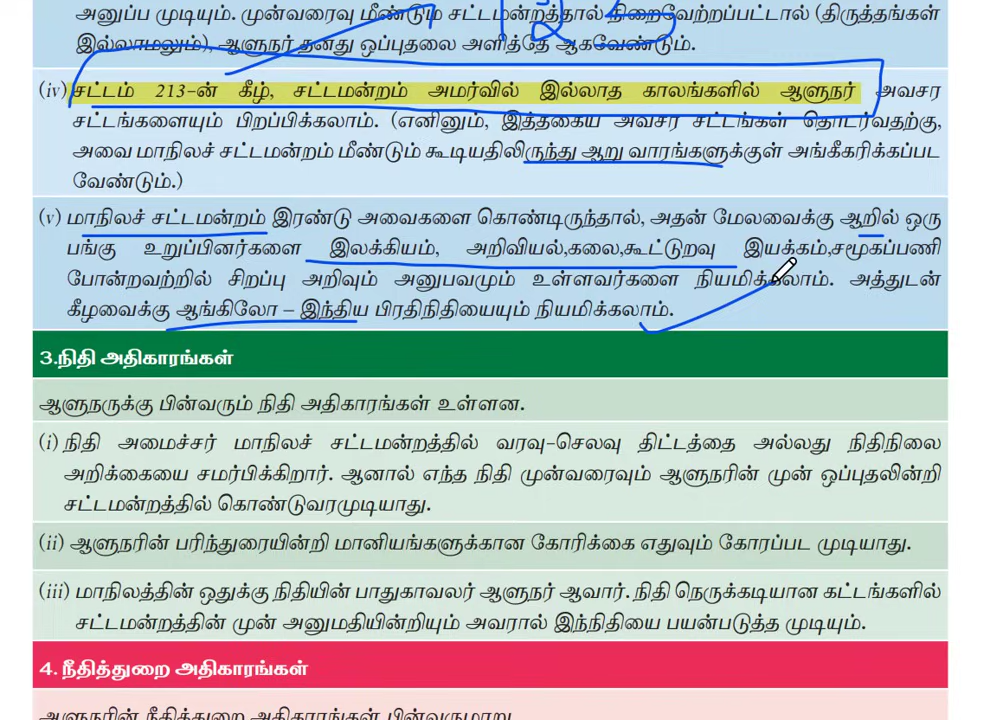 அனுப்ப முடியும். முன்வரைவு மீண்டும் சட்டமன்றத்தால் நிறைவேற்றப்பட்டால் (திருத்தங்கள்
இல்லாமலும்), ஆளுநர் தனது ஒப்புதலை அளித்தே ஆகவேண்டும்.
(iv) சட்டம் 213-ன் கீழ், சட்டமன்றம் அமர்வில் இல்லாத காலங்களில் ஆளுநர் அவசர
சட்டங்களையும் பிறப்பிக்கலாம். (எனினும், இத்தகைய அவசர சட்டங்கள் தொடர்வதற்கு,
அவை மாநிலச் சட்டமன்றம் மீண்டும் கூடியதிலிருந்து ஆறு வாரங்களுக்குள் அங்கீகரிக்கப்பட
வேண்டும்.)
(v) மாநிலச் சட்டமன்றம் இரண்டு அவைகளை கொண்டிருந்தால், அதன் மேலவைக்கு ஆறில் ஒரு
பங்கு உறுப்பினர்களை இலக்கியம், அறிவியல்,கலை,கூட்டுறவு இயக்கம்,சமூகப்பணி
போன்றவற்றில் சிறப்பு அறிவும் அனுபவமும் உள்ளவர்களை நியமிக்கலாம். அத்துடன்
கீழவைக்கு ஆங்கிலோ – இந்திய பிரதிநிதியையும் நியமிக்கலாம்.
3.நிதி அதிகாரங்கள்
ஆளுநருக்கு பின்வரும் நிதி அதிகாரங்கள் உள்ளன.
(i) நிதி அமைச்சர் மாநிலச் சட்டமன்றத்தில் வரவு-செலவு திட்டத்தை அல்லது நிதிநிலை
அறிக்கையை சமர்பிக்கிறார். ஆனால் எந்த நிதி முன்வரைவும் ஆளுநரின் முன் ஒப்புதலின்றி
சட்டமன்றத்தில் கொண்டுவரமுடியாது.
(ii) ஆளுநரின் பரிந்துரையின்றி மானியங்களுக்கான கோரிக்கை எதுவும் கோரப்பட முடியாது.
(iii) மாநிலத்தின் ஒதுக்கு நிதியின் பாதுகாவலர் ஆளுநர் ஆவார். நிதி நெருக்கடியான கட்டங்களில்
சட்டமன்றத்தின் முன் அனுமதியின்றியும் அவரால் இந்நிதியை பயன்படுத்த முடியும்.
4. நீதித்துறை அதிகாரங்கள்
ஆளுநரின் நீதித்துறை அதிகாரங்கள் பின்வருமாறு